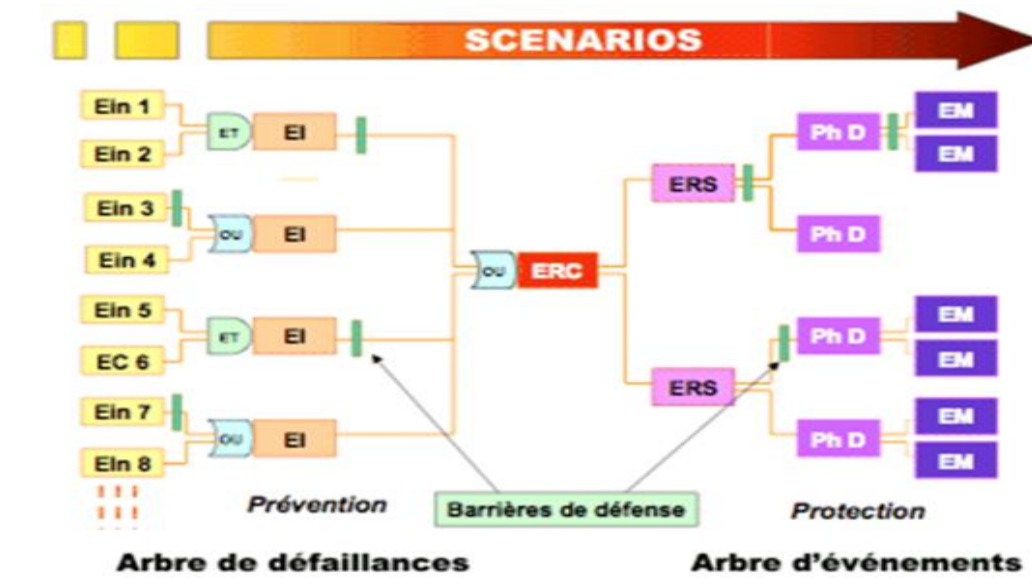 SCENARIOS
Ein 1
Ein 2
ET
EI
Ein 3
Ein 4
OU
EI
Ein 5
EC 6
ET
EI
Ein 7
EIn 8
OU
EI
OU
ERC
ERS
ERS
Ph D
Ph D
Ph D
Ph D
EM
EM
EM
EM
EM
EM
Prévention
Barrières de défense
Protection
Arbre de défaillances
Arbre d'événements